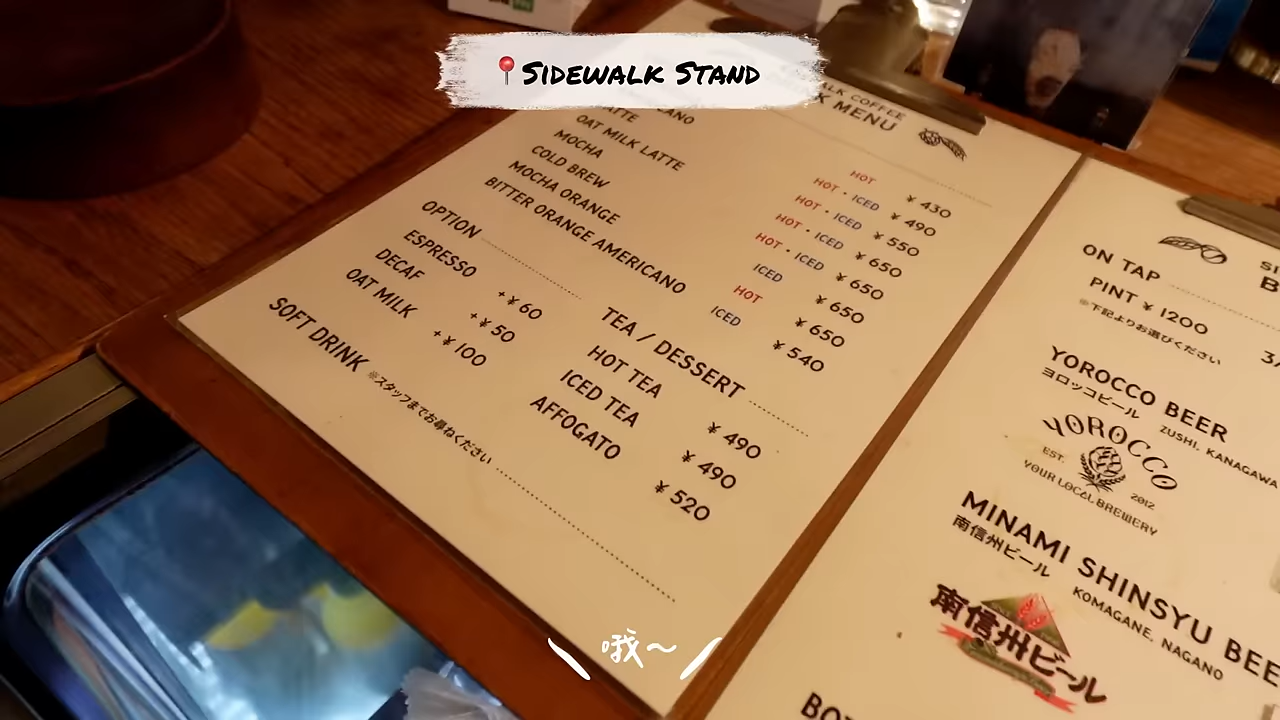 📍SIDEWALK STAND
ALK COFFEE
K MENU
CANO
HOT ¥430
ATTE
HOT・ICED ¥490
OAT MILK LATTE
HOT・ICED ¥550
MOCHA
HOT・ICED ¥650
COLD BREW
HOT・ICED ¥650
MOCHA ORANGE
ICED ¥650
BITTER ORANGE AMERICANO
HOT ¥650
ICED ¥540
OPTION
ESPRESSO +¥60
DECAF +¥50
OAT MILK +¥100
TEA / DESSERT
HOT TEA ¥490
ICED TEA ¥490
AFFOGATO ¥520
SOFT DRINK ※スタッフまでお尋ねください
ON TAP
PINT ¥1200
※下記よりお選びください
YOROCCO BEER
ヨロッコビール ZUSHI, KANAGAWA
YOROCCO
EST. 2012
YOUR LOCAL BREWERY
MINAMI SHINSYU BEE
南信州ビール KOMAGANE, NAGANO
南信州ビール
哦～